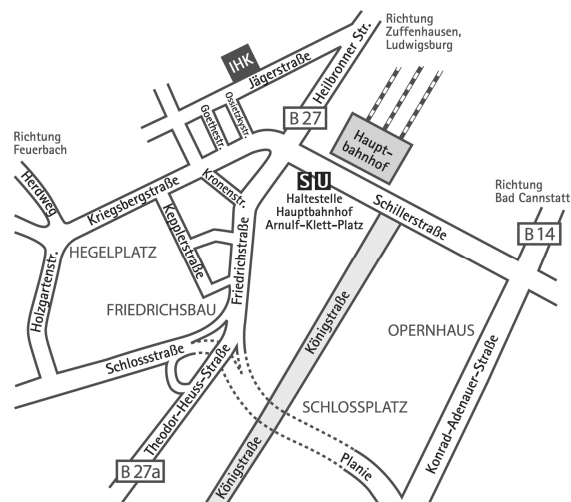 Richtung
Zuffenhausen,
Ludwigsburg
IHK
Jägerstraße
Heilbronner Str.
Ossietzkystr.
Goethestr.
B 27
Richtung
Feuerbach
Haupt-
bahnhof
Herdweg
Kriegsbergstraße
Kronenstr.
S U
Haltestelle
Hauptbahnhof
Arnulf-Klett-Platz
Richtung
Bad Cannstatt
Schillerstraße
B 14
Keplerstraße
HEGELPLATZ
Friedrichstraße
Holzgartenstr.
FRIEDRICHSBAU
Königstraße
OPERNHAUS
Schlossstraße
Theodor-Heuss-Straße
Konrad-Adenauer-Straße
SCHLOSSPLATZ
B 27a
Königstraße
Planie